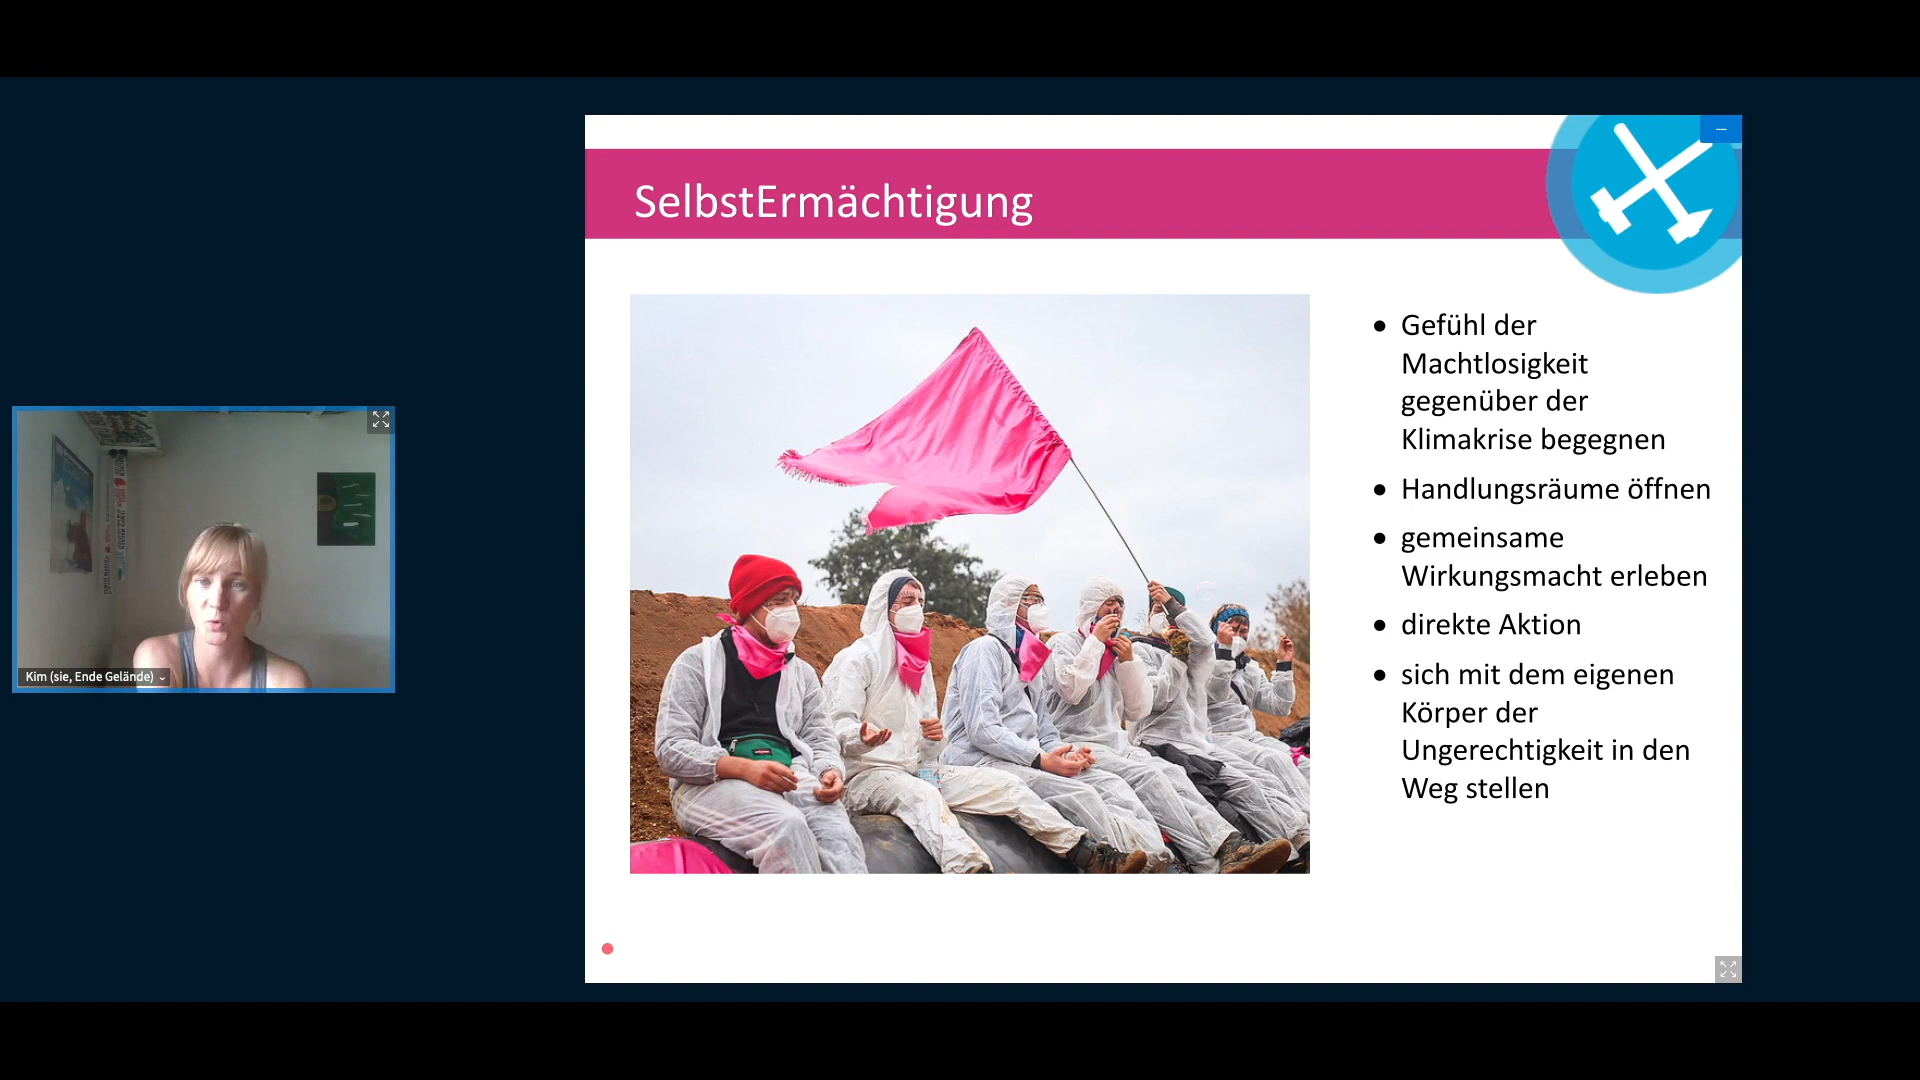 SelbstErmächtigung
• Gefühl der
Machtlosigkeit
gegenüber der
Klimakrise begegnen
• Handlungsräume öffnen
• gemeinsame
Wirkungsmacht erleben
• direkte Aktion
• sich mit dem eigenen
Körper der
Ungerechtigkeit in den
Weg stellen
Kim (sie, Ende Gelände)